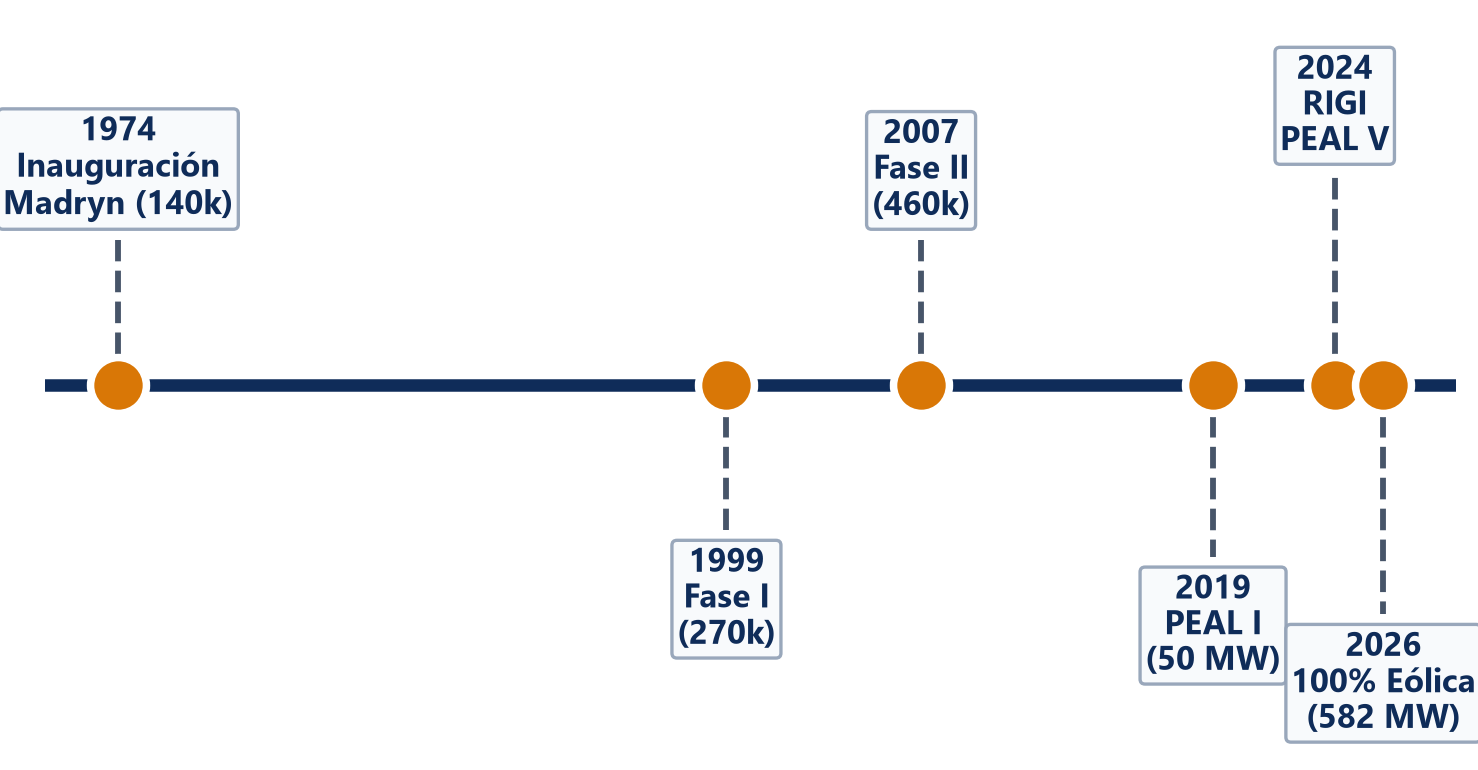 1974
Inauguración
Madryn (140k)
1999
Fase I
(270k)
2007
Fase II
(460k)
2019
PEAL I
(50 MW)
2024
RIGI
PEAL V
2026
100% Eólica
(582 MW)